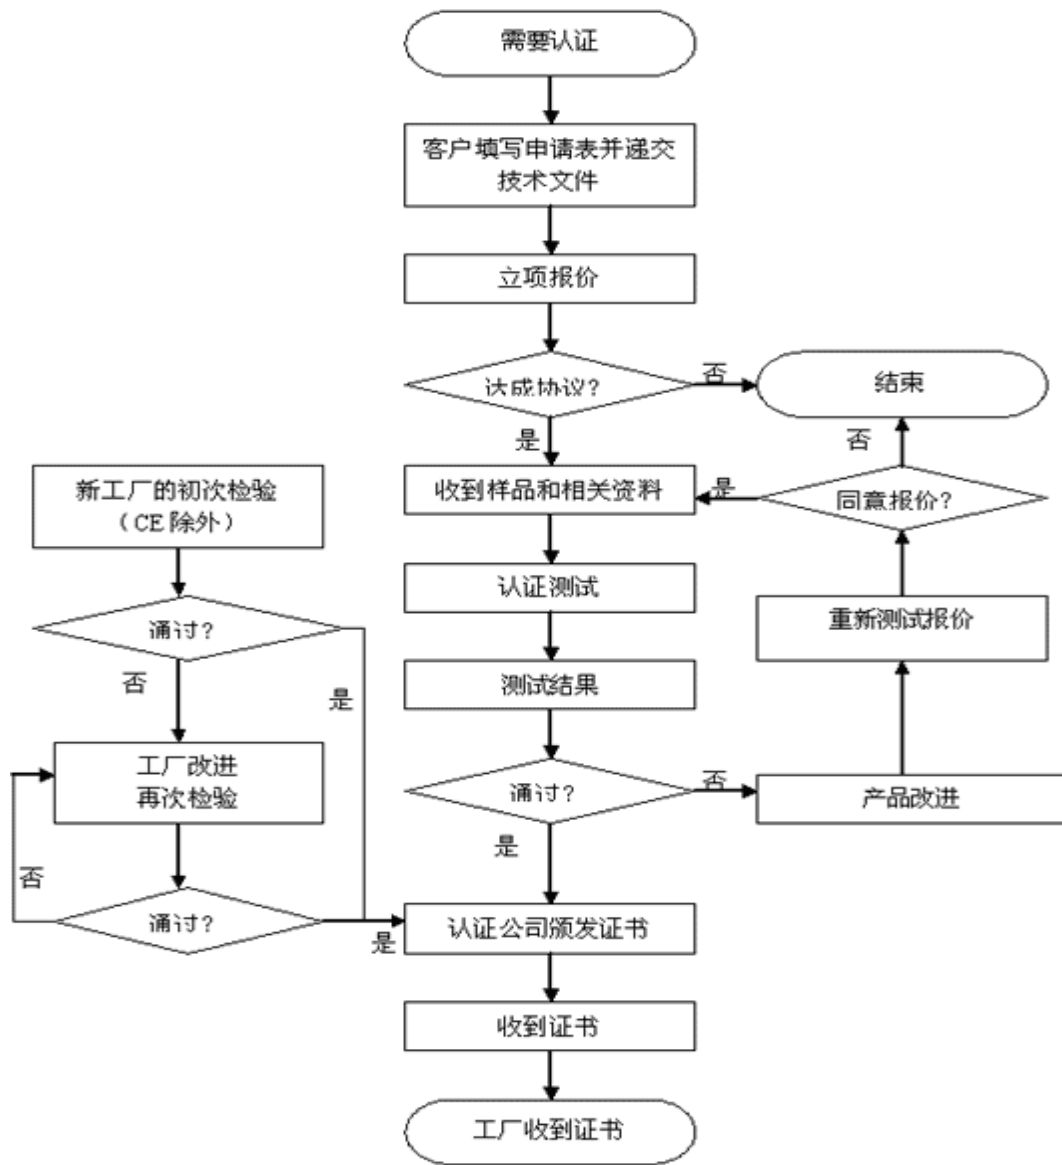 需要认证
客户填写申请表并递交
技术文件
立项报价
达成协议?
否
结束
是
否
新工厂的初次检验
(CE除外)
收到样品和相关资料
是
同意报价?
认证测试
通过?
重新测试报价
否
是
测试结果
工厂改进
再次检验
通过?
否
产品改进
是
否
通过?
是
认证公司颁发证书
收到证书
工厂收到证书